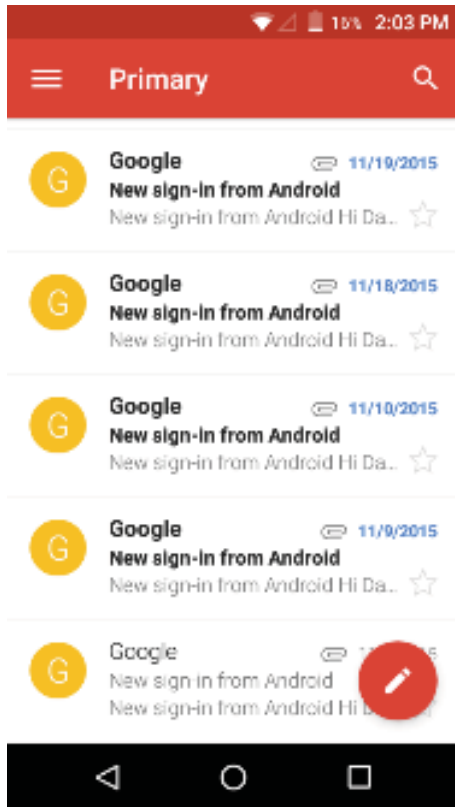 15% 2:03 PM
Primary
G Google 11/19/2015
New sign-in from Android
New sign-in from Android Hi Da...
G Google 11/18/2015
New sign-in from Android
New sign-in from Android Hi Da...
G Google 11/10/2015
New sign-in from Android
New sign-in from Android Hi Da...
G Google 11/9/2015
New sign-in from Android
New sign-in from Android Hi Da...
G Google
New sign-in from Android
New sign-in from Android Hi